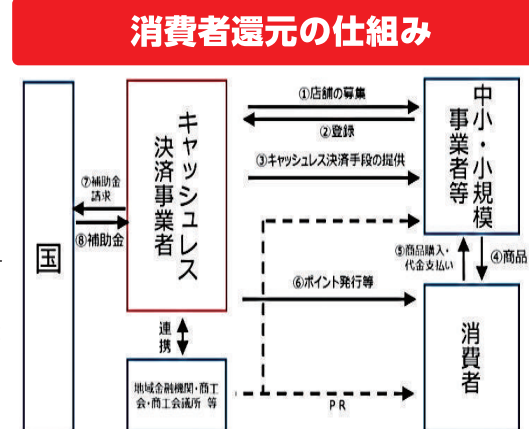 消費者還元の仕組み
国
⑦補助金
請求
⑧補助金
キャッシュレス
決済事業者
連
携
地域金融機関・商工
会・商工会議所 等
①店舗の募集
②登録
③キャッシュレス決済手段の提供
⑥ポイント発行等
PR
中小・小規模
事業者等
⑤商品購入・
代金支払い
④商品
消費者